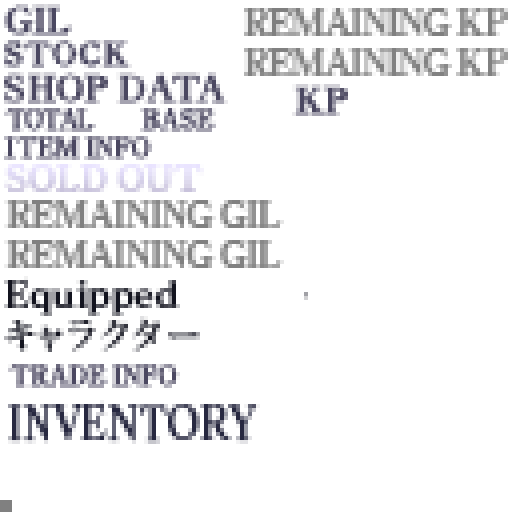 GIL
REMAINING KP
STOCK
REMAINING KP
SHOP DATA
KP
TOTAL BASE
ITEM INFO
SOLD OUT
REMAINING GIL
REMAINING GIL
Equipped
キャラクター
TRADE INFO
INVENTORY